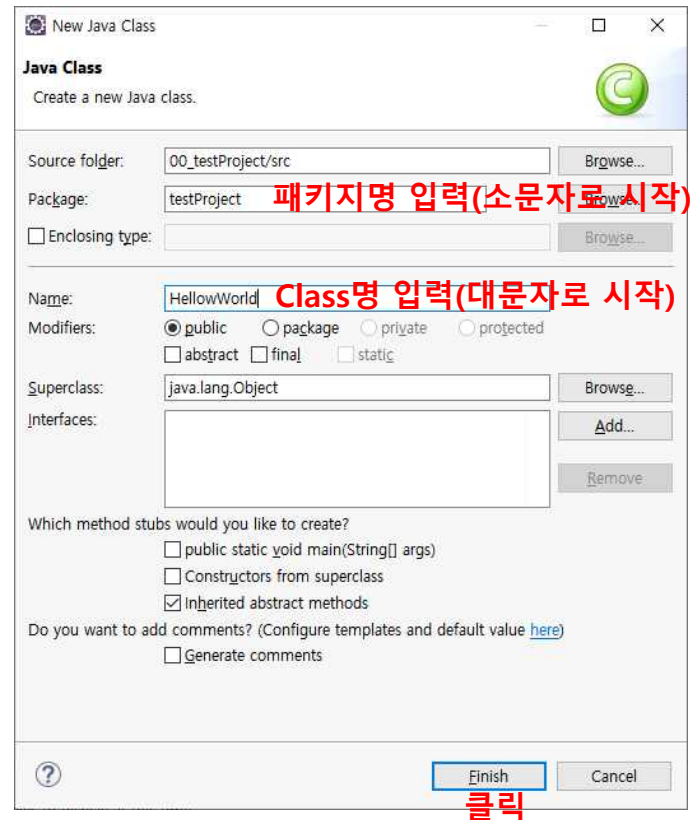 New Java Class
Java Class
Create a new Java class.
Source folder: 00_testProject/src Browse...
Package: testProject 패키지명 입력(소문자로 시작) Browse...
Enclosing type: Browse...
Name: HellowWorld Class명 입력(대문자로 시작)
Modifiers: public package private protected
abstract final static
Superclass: java.lang.Object Browse...
Interfaces: Add...
Remove
Which method stubs would you like to create?
public static void main(String[] args)
Constructors from superclass
Inherited abstract methods
Do you want to add comments? (Configure templates and default value here)
Generate comments
Finish Cancel
클릭